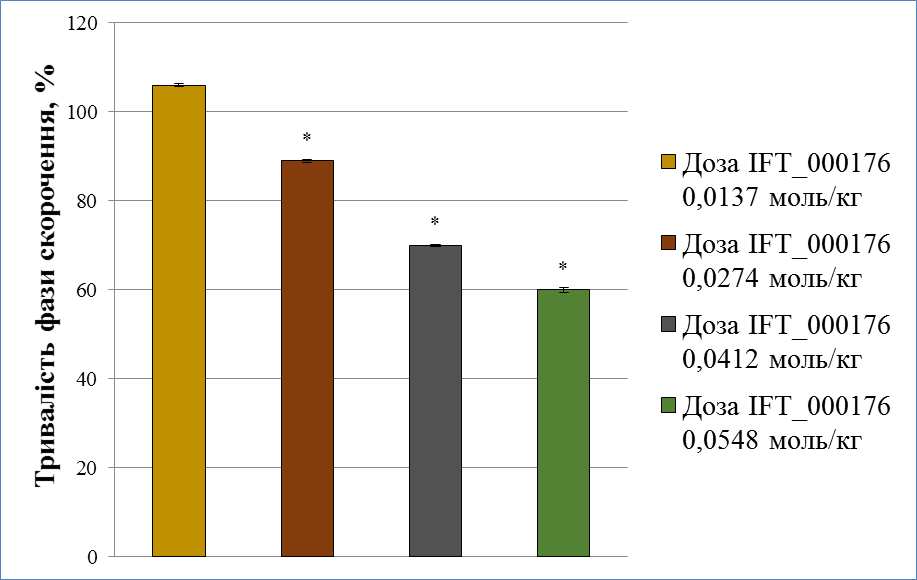 Тривалість фази скорочення, %
120
100
80
60
40
20
0
*
*
*
Доза IFT_000176
0,0137 моль/кг
Доза IFT_000176
0,0274 моль/кг
Доза IFT_000176
0,0412 моль/кг
Доза IFT_000176
0,0548 моль/кг